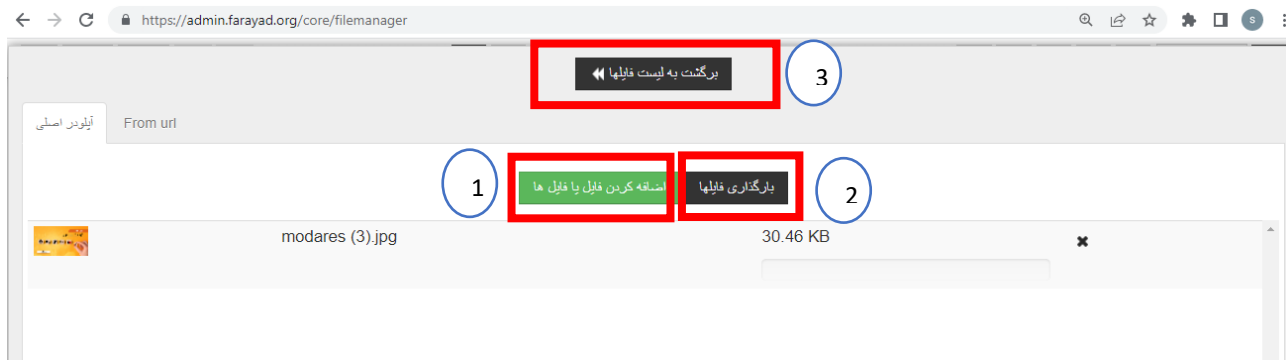 https://admin.farayad.org/core/filemanager
S
برگشت به لیست فایلها
3
آپلودر اصلی
From url
1
اضافه کردن فایل یا فایل ها
بارگذاری فایلها
2
modares (3).jpg
30.46 KB